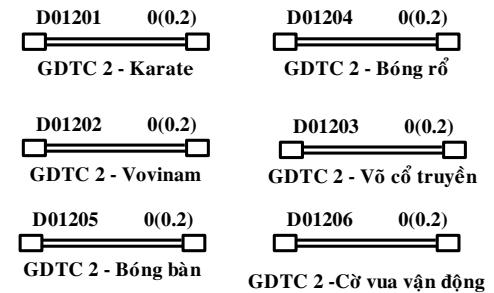 D01201 0(0.2)
GDTC 2 - Karate
D01204 0(0.2)
GDTC 2 - Bóng rổ
D01202 0(0.2)
GDTC 2 - Vovinam
D01203 0(0.2)
GDTC 2 - Võ cổ truyền
D01205 0(0.2)
GDTC 2 - Bóng bàn
D01206 0(0.2)
GDTC 2 -Cờ vua vận động